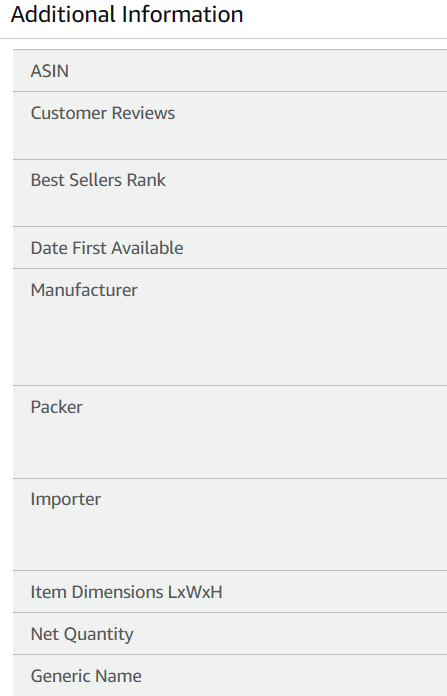 Additional Information
ASIN
Customer Reviews
Best Sellers Rank
Date First Available
Manufacturer
Packer
Importer
Item Dimensions LxWxH
Net Quantity
Generic Name